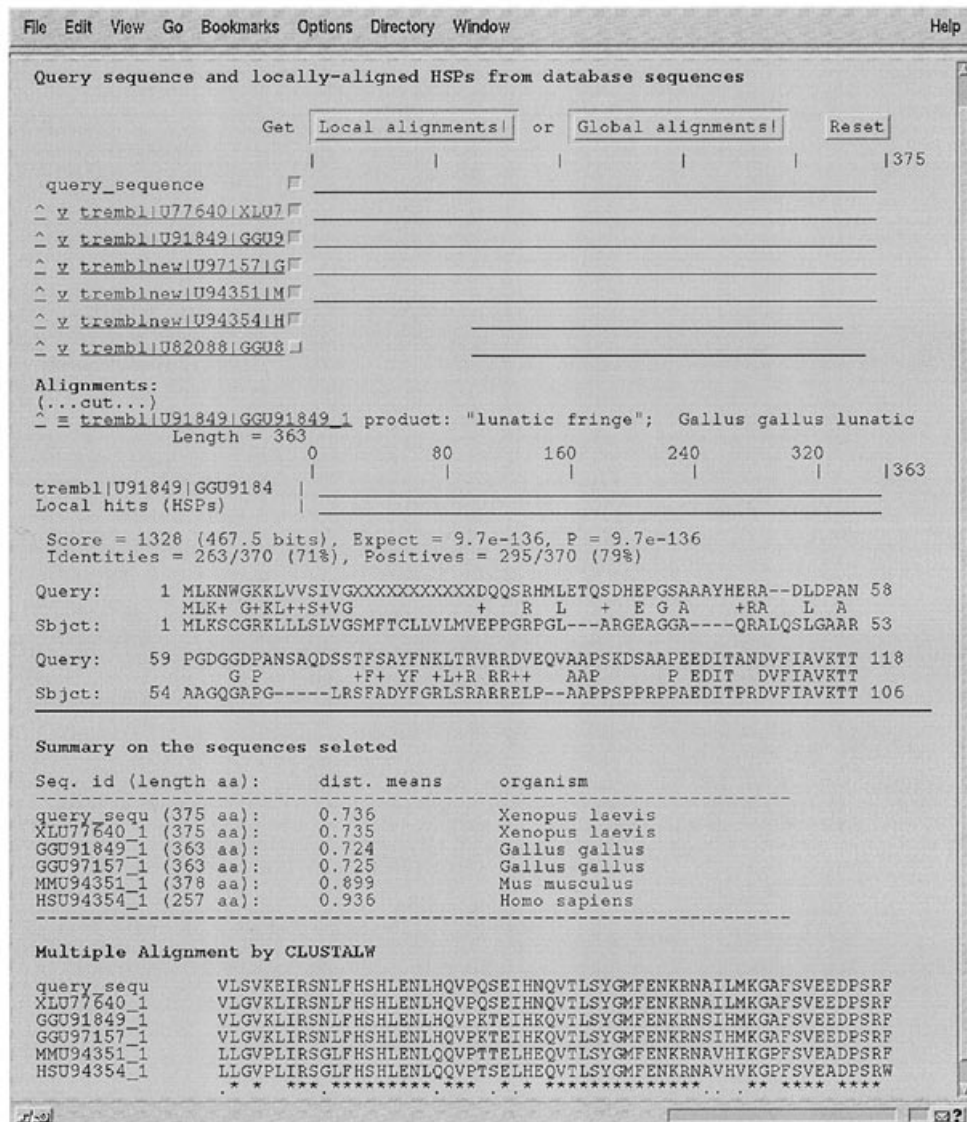 File Edit View Go Bookmarks Options Directory Window Help
Query sequence and locally-aligned HSPs from database sequences
Get Local alignments! or Global alignments! Reset
| | | | | |375
query_sequence
^ v trembl|U77640|XLU7
^ v trembl|U91849|GGU9
^ v tremblnew|U97157|G
^ v tremblnew|U94351|M
^ v tremblnew|U94354|H
^ v trembl|U82088|GGU8
Alignments:
(...cut...)
^ = trembl|U91849|GGU91849_1 product: "lunatic fringe"; Gallus gallus lunatic
Length = 363
0 80 160 240 320
| | | | | |363
trembl|U91849|GGU9184 |
Local hits (HSPs) |
Score = 1328 (467.5 bits), Expect = 9.7e-136, P = 9.7e-136
Identities = 263/370 (71%), Positives = 295/370 (79%)
Query: 1 MLKNWGKKLVVSIVGXXXXXXXXXXXDQQSRHMLETQSDHEPGSAAAYHERA--DLDPAN 58
MLK+ G+KL++S+VG + R L + E G A +RA L A
Sbjct: 1 MLKSCGRKLLLSLVGSMFTCLLVLMVEPPGRPGL---ARGEAGGA----QRALQSLGAAR 53
Query: 59 PGDGGDPANSAQDSSTFSAYFNKLTRVRRDVEQVAAPSKDSAAPEEDITANDVFIAVKTT 118
G P +F+ YF +L+R RR++ AAP P EDIT DVFIAVKTT
Sbjct: 54 AAGQGAPG-----LRSFADYFGRLSRARRELP--AAPPSPPRPPAEDITPRDVFIAVKTT 106
Summary on the sequences seleted
Seq. id (length aa): dist. means organism
query_sequ (375 aa): 0.736 Xenopus laevis
XLU77640_1 (375 aa): 0.735 Xenopus laevis
GGU91849_1 (363 aa): 0.724 Gallus gallus
GGU97157_1 (363 aa): 0.725 Gallus gallus
MMU94351_1 (378 aa): 0.899 Mus musculus
HSU94354_1 (257 aa): 0.936 Homo sapiens
Multiple Alignment by CLUSTALW
query_sequ VLSVKEIRSNLFHSHLENLHQVPQSEIHNQVTLSYGMFENKRNAILMKGAFSVEEDPSRF
XLU77640_1 VLGVKLIRSNLFHSHLENLHQVPQSEIHNQVTLSYGMFENKRNAILMKGAFSVEEDPSRF
GGU91849_1 VLGVKLIRSNLFHSHLENLHQVPKTEIHKQVTLSYGMFENKRNSIHMKGAFSVEEDPSRF
GGU97157_1 VLGVKLIRSNLFHSHLENLHQVPKTEIHKQVTLSYGMFENKRNSIHMKGAFSVEEDPSRF
MMU94351_1 LLGVPLIRSGLFHSHLENLQQVPTTELHEQVTLSYGMFENKRNAVHIKGPFSVEADPSRF
HSU94354_1 LLGVPLIRSGLFHSHLENLQQVPTSELHEQVTLSYGMFENKRNAVHVKGPFSVEADPSRW